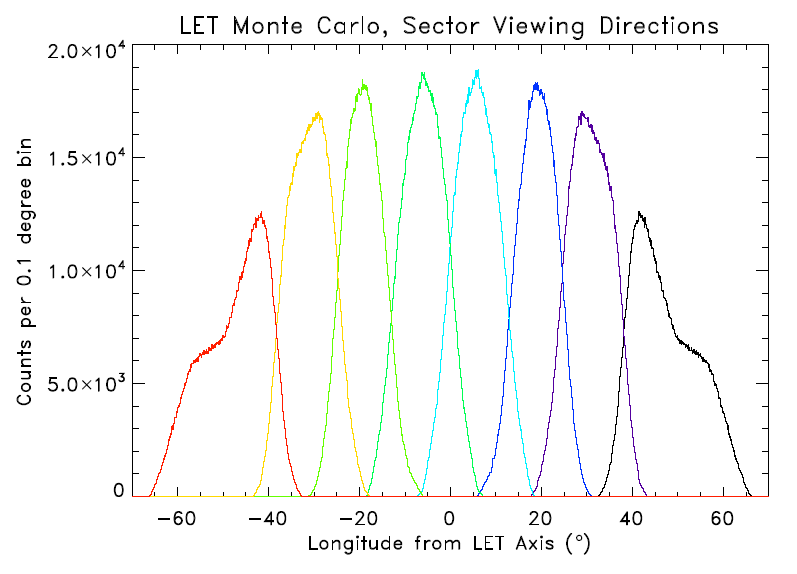 LET Monte Carlo, Sector Viewing Directions
2.0×10⁴
1.5×10⁴
1.0×10⁴
5.0×10³
0
Counts per 0.1 degree bin
−60 −40 −20 0 20 40 60
Longitude from LET Axis (°)